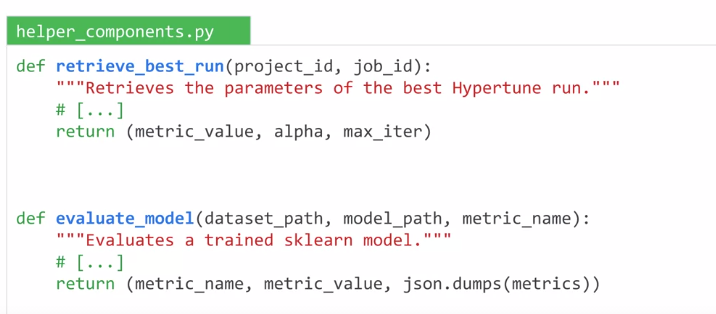 helper_components.py
def retrieve_best_run(project_id, job_id):
    """Retrieves the parameters of the best Hypertune run."""
    # [...]
    return (metric_value, alpha, max_iter)
def evaluate_model(dataset_path, model_path, metric_name):
    """Evaluates a trained sklearn model."""
    # [...]
    return (metric_name, metric_value, json.dumps(metrics))